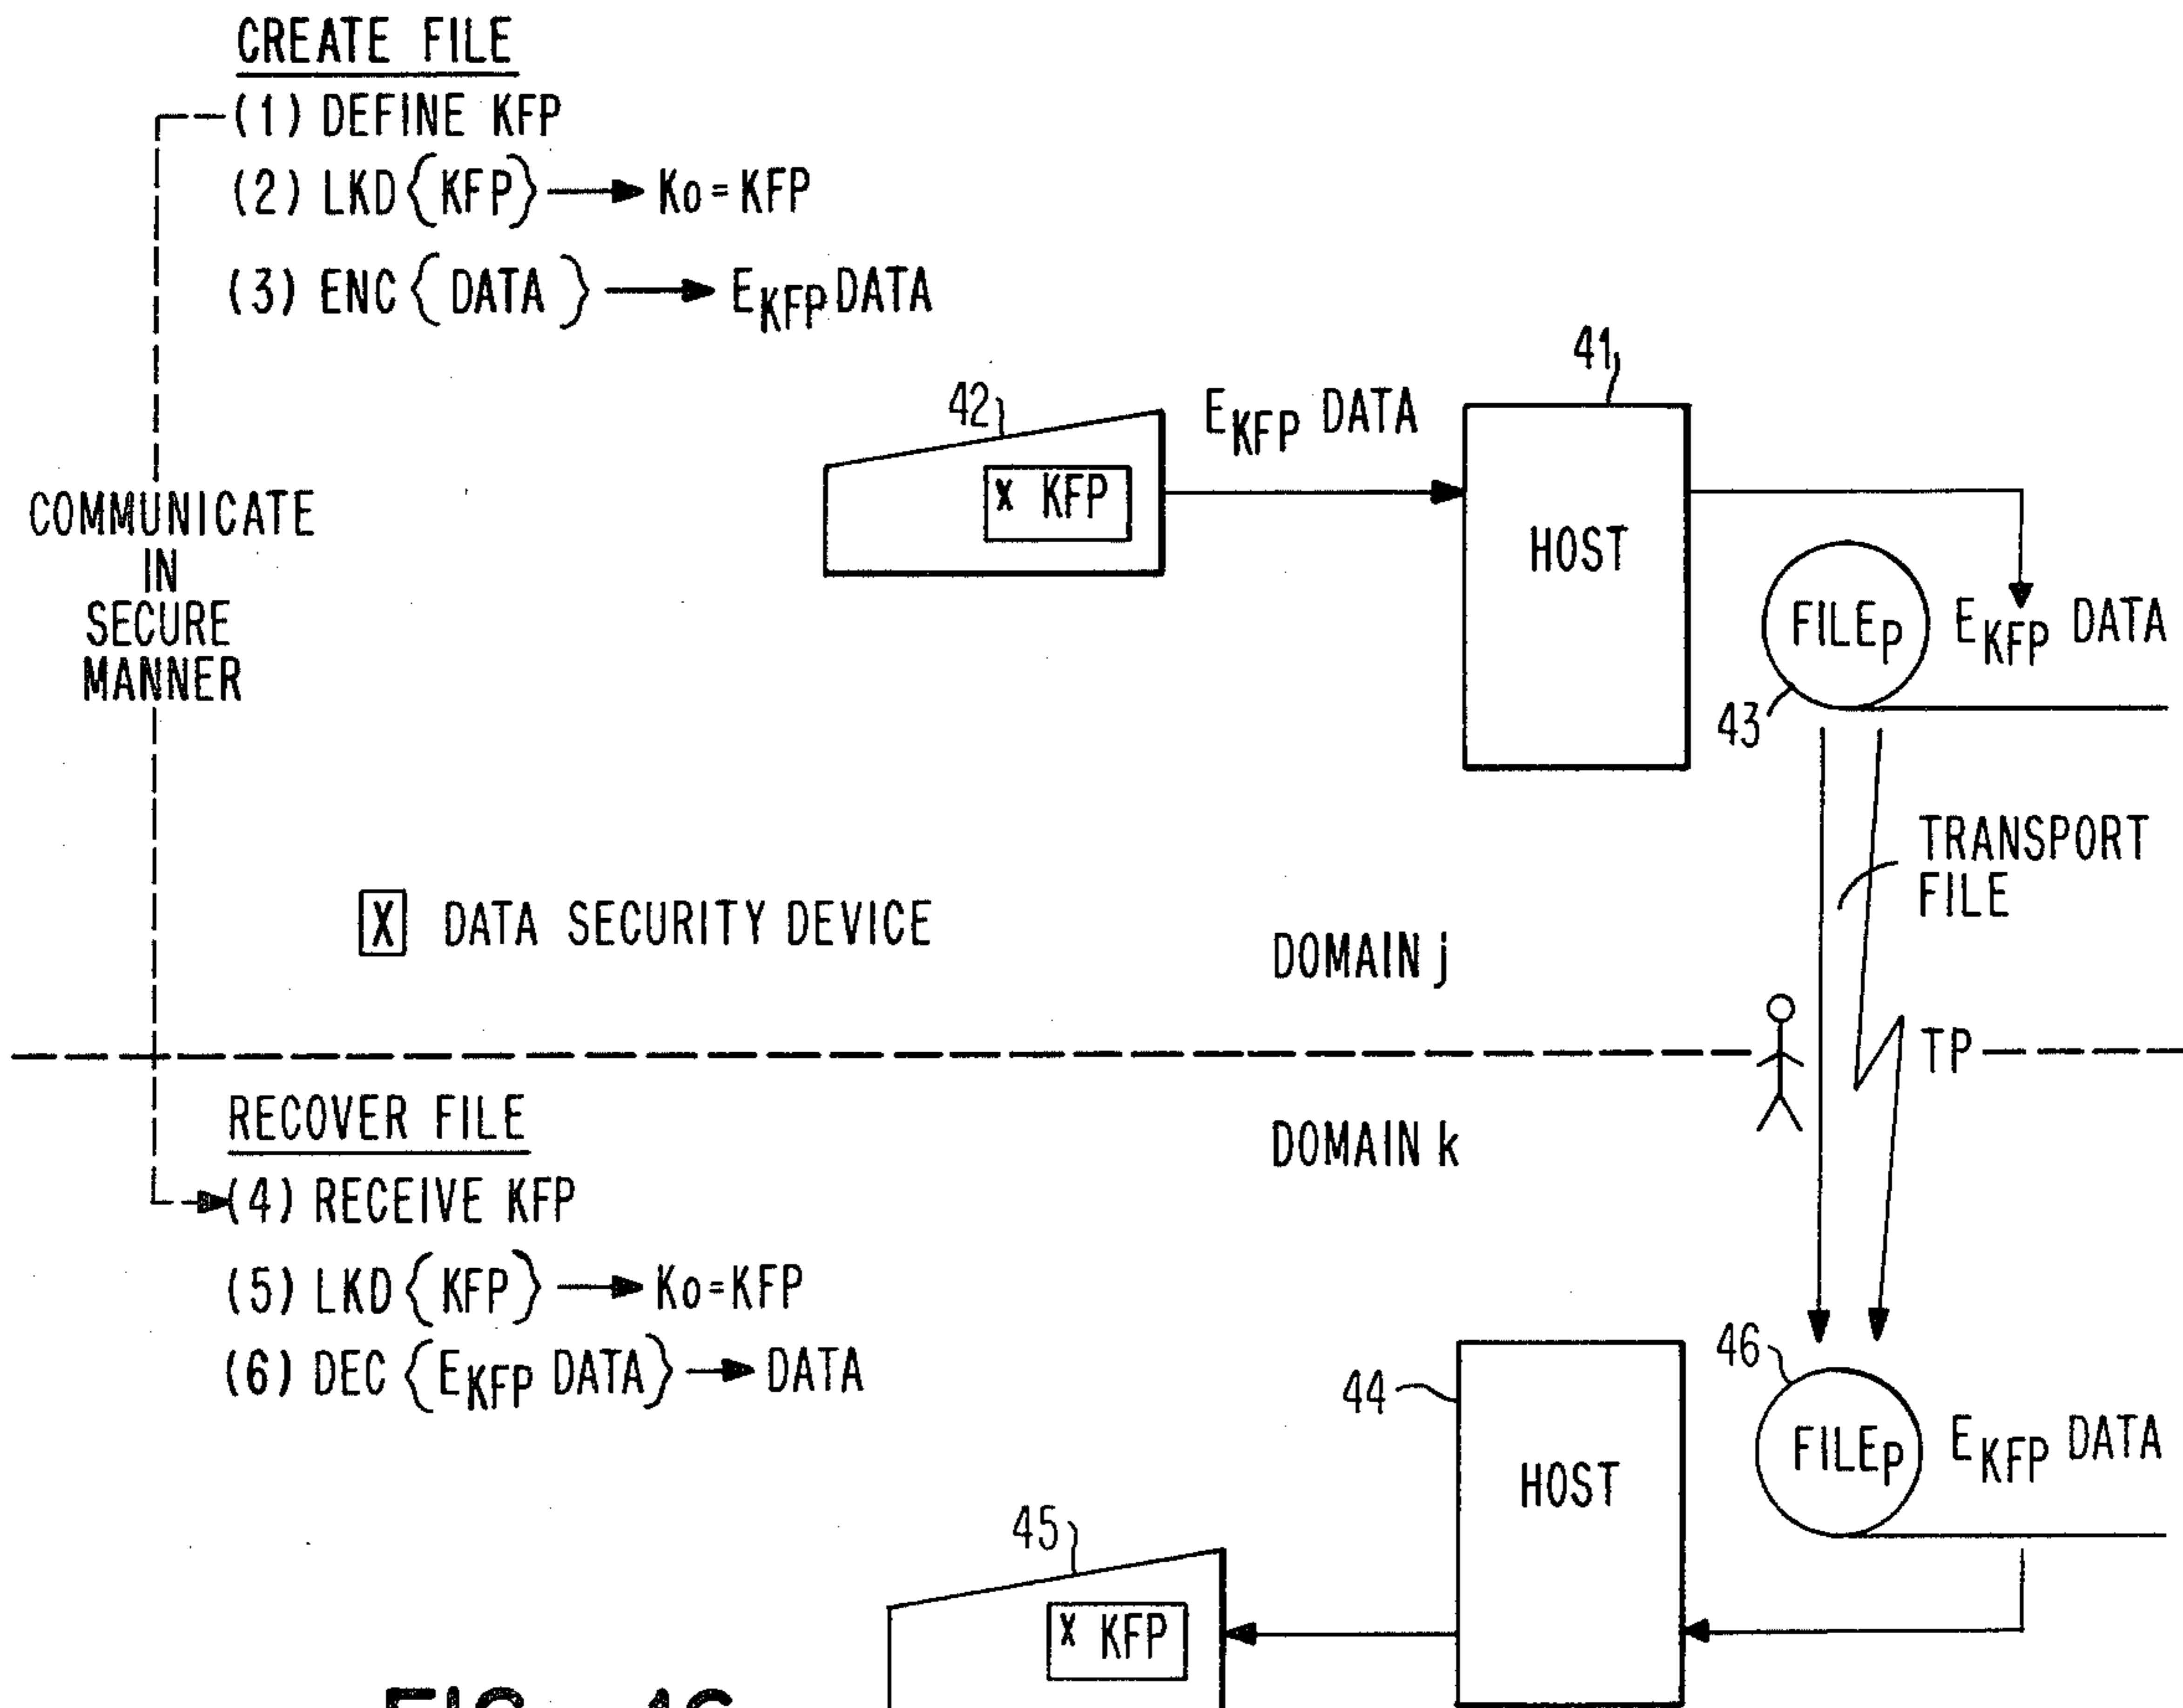 CREATE FILE
(1) DEFINE KFP
(2) LKD{KFP} → Ko = KFP
(3) ENC{DATA} → EKFP DATA
COMMUNICATE
IN
SECURE
MANNER
42
EKFP DATA
41
X KFP
HOST
FILEP EKFP DATA
43
TRANSPORT
FILE
X DATA SECURITY DEVICE
DOMAIN j
TP
DOMAIN k
RECOVER FILE
(4) RECEIVE KFP
(5) LKD{KFP} → Ko=KFP
(6) DEC{EKFP DATA} → DATA
44
46
HOST
FILEP EKFP DATA
45
X KFP